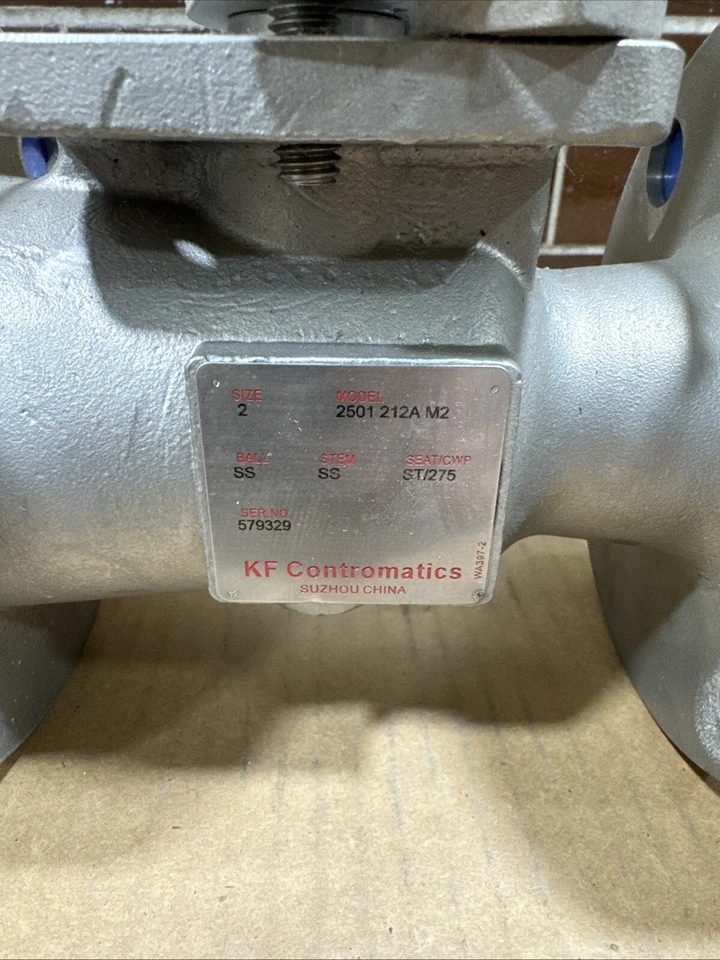 SIZE MODEL
2 2501 212A M2
BALL STEM SEAT/CWP
SS SS ST/275
SER.NO.
579329
KF Contromatics
SUZHOU CHINA
WA397-2